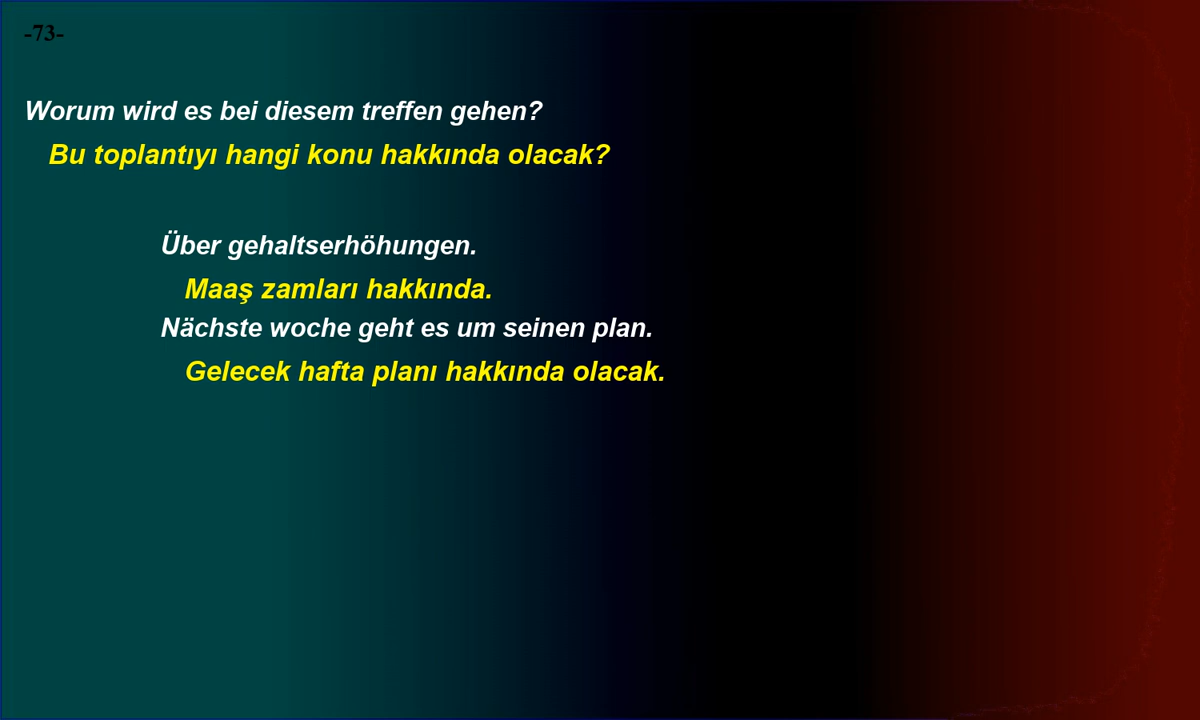 -73-
Worum wird es bei diesem treffen gehen?
Bu toplantıyı hangi konu hakkında olacak?
Über gehaltserhöhungen.
Maaş zamları hakkında.
Nächste woche geht es um seinen plan.
Gelecek hafta planı hakkında olacak.